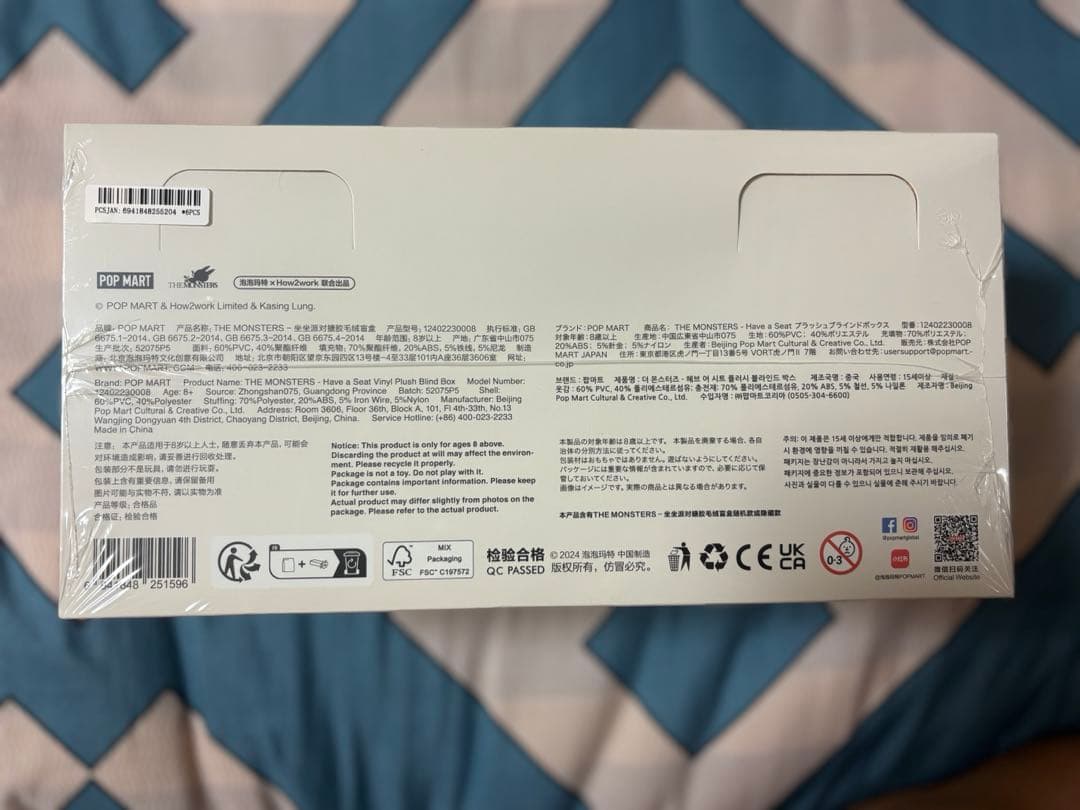 PCSJAN: 6941848255204 *6PCS
POP MART THE MONSTERS 泡泡玛特×How2work 联合出品
© POP MART & How2work Limited & Kasing Lung.
品牌: POP MART 产品名称: THE MONSTERS – 坐坐派对搪胶毛绒盲盒 产品型号: 12402230008 执行标准: GB
6675.1–2014、GB 6675.2–2014、GB 6675.3–2014、GB 6675.4–2014 年龄范围: 8岁以上 产地: 广东省中山市075
生产批次: 52075P5 面料: 60%PVC, 40%聚酯纤维 填充物: 70%聚酯纤维, 20%ABS, 5%铁线, 5%尼龙 制造
商: 北京泡泡玛特文化创意有限公司 地址: 北京市朝阳区望京东园四区13号楼-4至33层101内A座36层3606室 网址:
WWW.POPMART.COM 电话: 400-023-2233
Brand: POP MART Product Name: THE MONSTERS - Have a Seat Vinyl Plush Blind Box Model Number:
12402230008 Age: 8+ Source: Zhongshan075, Guangdong Province Batch: 52075P5 Shell:
60%PVC, 40%Polyester Stuffing: 70%Polyester, 20%ABS, 5% Iron Wire, 5%Nylon Manufacturer: Beijing
Pop Mart Cultural & Creative Co., Ltd. Address: Room 3606, Floor 36th, Block A, 101, Fl 4th-33th, No.13
Wangjing Dongyuan 4th District, Chaoyang District, Beijing, China. Service Hotline: (+86) 400-023-2233
Made in China
ブランド: POP MART 商品名: THE MONSTERS - Have a Seat プラッシュブラインドボックス 型番: 12402230008
対象年齢: 8歳以上 生産地: 中国広東省中山市075 生地: 60%PVC; 40%ポリエステル 充填物: 70%ポリエステル;
20%ABS; 5%針金; 5%ナイロン 生産者: Beijing Pop Mart Cultural & Creative Co., Ltd. 販売元: 株式会社POP
MART JAPAN 住所: 東京都港区虎ノ門一丁目13番5号 VORT虎ノ門II 7階 お問い合わせ先: usersupport@popmart.
co.jp
브랜드: 팝마트 제품명: 더 몬스터즈 - 헤브 어 시트 플러시 블라인드 박스 제조국명: 중국 사용연령: 15세이상 재질:
겉감: 60% PVC, 40% 폴리에스테르섬유; 충전재: 70% 폴리에스테르섬유, 20% ABS, 5% 철선, 5% 나일론 제조자명: Beijing
Pop Mart Cultural & Creative Co., Ltd. 수입자명: ㈜팝마트코리아 (0505-304-6600)
注意: 本产品适用于8岁以上人士, 随意丢弃本产品, 可能会
对环境造成影响, 请妥善进行回收处理。
包装部分不是玩具, 请勿进行玩耍。
包装上含有重要信息, 请保留备用
图片可能与实物不符, 请以实物为准
产品等级: 合格品
合格证: 检验合格
Notice: This product is only for ages 8 above.
Discarding the product at will may affect the environ-
ment. Please recycle it properly.
Package is not a toy. Do not play with it.
Package contains important information. Please keep
it for further use.
Actual product may differ slightly from photos on the
package. Please refer to the actual product.
本製品の対象年齢は8歳以上です。 本製品を廃棄する場合、各自
治体の分別方法に従ってください。
包装材はおもちゃではありません。遊ばないようにしてください。
パッケージには重要な情報が含まれていますので、必要に応じて保
管しておいてください。
画像はイメージです。実際の商品とは異なる場合があります。
주의: 이 제품은 15세 이상에게만 적합합니다. 제품을 임의로 폐기
시 환경에 영향을 끼칠 수 있습니다. 적절히 재활용 해주십시오.
패키지는 장난감이 아니라서 가지고 놀지 마십시오.
패키지에 중요한 정보가 포함되어 있으니 보관해 주십시오.
사진과 실물이 다를 수 있으니 실물에 준해 주시기 바랍니다.
本产品含有THE MONSTERS – 坐坐派对搪胶毛绒盲盒随机款或隐藏款
251596
FR
FSC MIX
Packaging
FSC® C197572
检验合格
QC PASSED
© 2024 泡泡玛特 中国制造
版权所有, 仿冒必究。
CE UK
CA
0-3
@popmartglobal
小红书
@泡泡玛特POPMART
微信扫码关注
Official Website